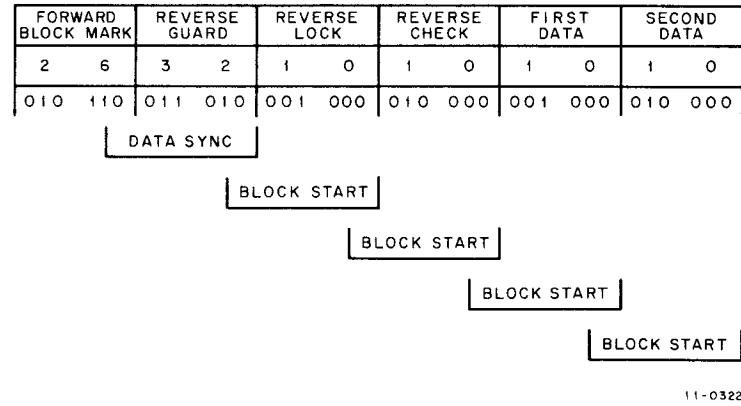 FORWARD BLOCK MARK REVERSE GUARD REVERSE LOCK REVERSE CHECK FIRST DATA SECOND DATA
2 6 3 2 1 0 1 0 1 0 1 0
010 110 011 010 001 000 010 000 001 000 010 000
DATA SYNC
BLOCK START
BLOCK START
BLOCK START
BLOCK START
11-0322